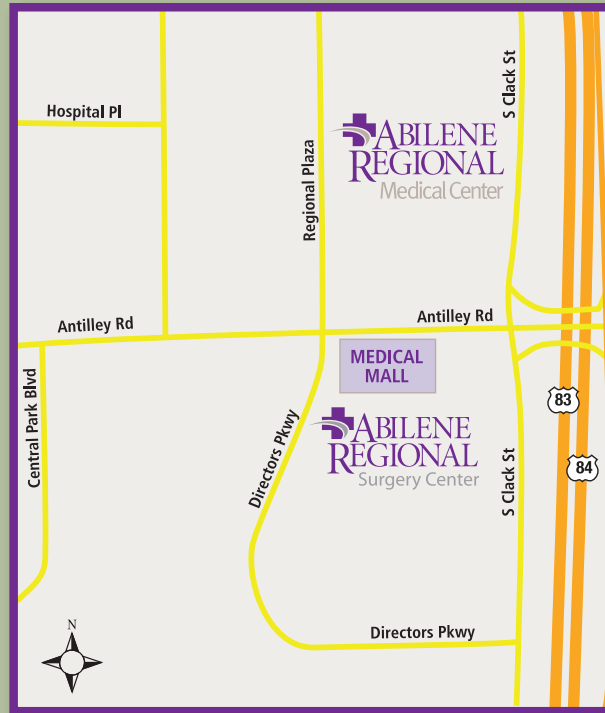 S Clack St
Hospital Pl
ABILENE
REGIONAL
Medical Center
Regional Plaza
Antilley Rd
Antilley Rd
MEDICAL
MALL
Central Park Blvd
83
ABILENE
REGIONAL
Surgery Center
Directors Pkwy
84
S Clack St
N
Directors Pkwy